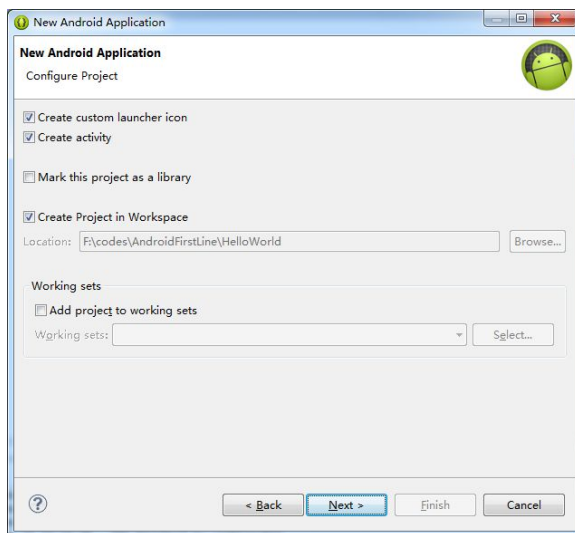 New Android Application
New Android Application
Configure Project
Create custom launcher icon
Create activity
Mark this project as a library
Create Project in Workspace
Location: F:\codes\AndroidFirstLine\HelloWorld Browse...
Working sets
Add project to working sets
Working sets: Select...
? < Back Next > Finish Cancel